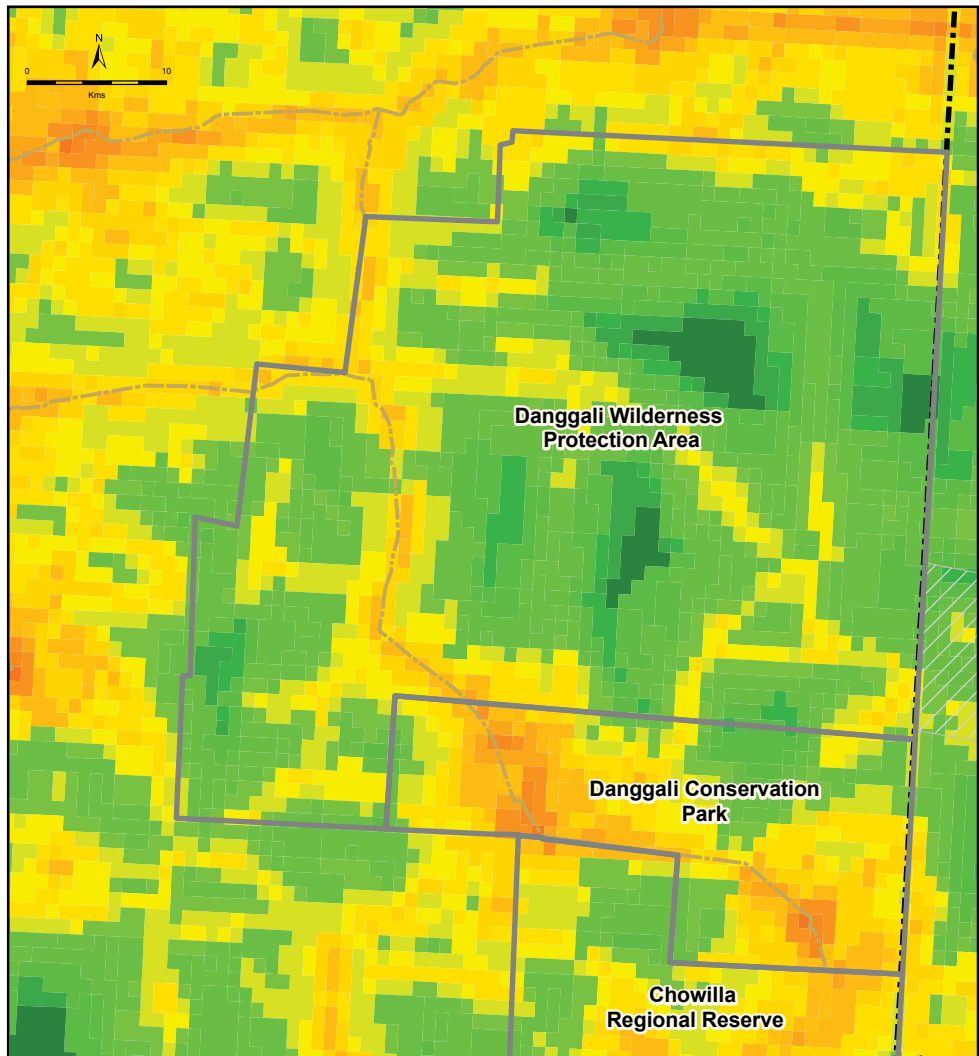 N
0 10
Kms
Danggali Wilderness
Protection Area
Danggali Conservation
Park
Chowilla
Regional Reserve